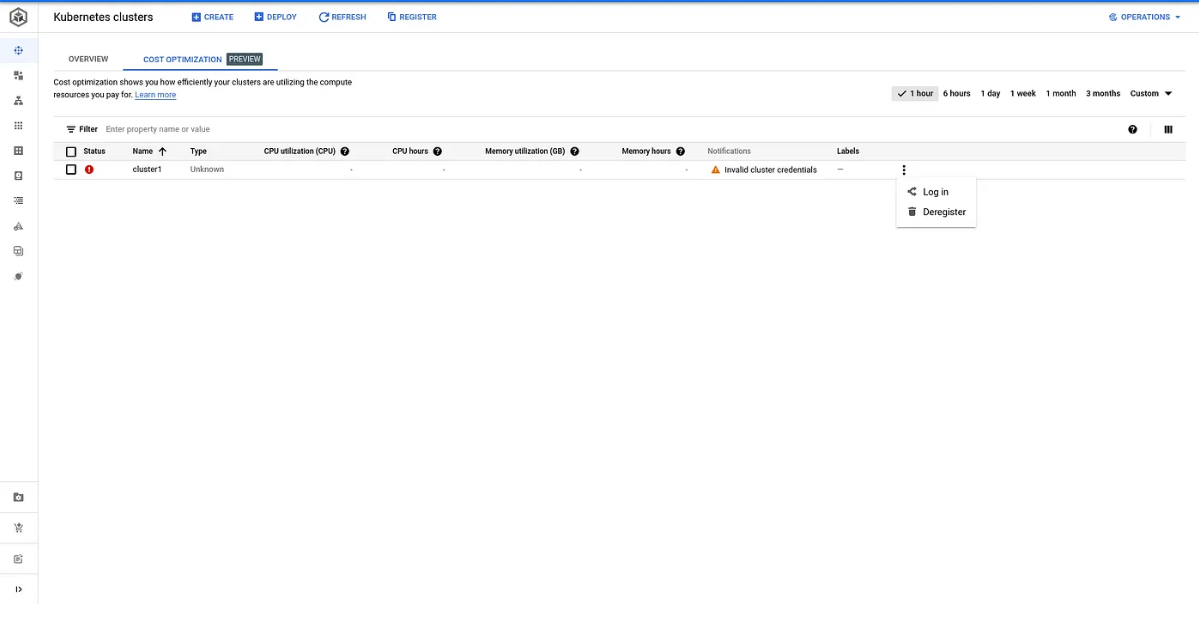 Kubernetes clusters CREATE DEPLOY REFRESH REGISTER OPERATIONS
OVERVIEW COST OPTIMIZATION PREVIEW
Cost optimization shows you how efficiently your clusters are utilizing the compute
resources you pay for. Learn more
1 hour 6 hours 1 day 1 week 1 month 3 months Custom
Filter Enter property name or value
Status Name Type CPU utilization (CPU) CPU hours Memory utilization (GB) Memory hours Notifications Labels
cluster1 Unknown - - - - Invalid cluster credentials —
Log in
Deregister